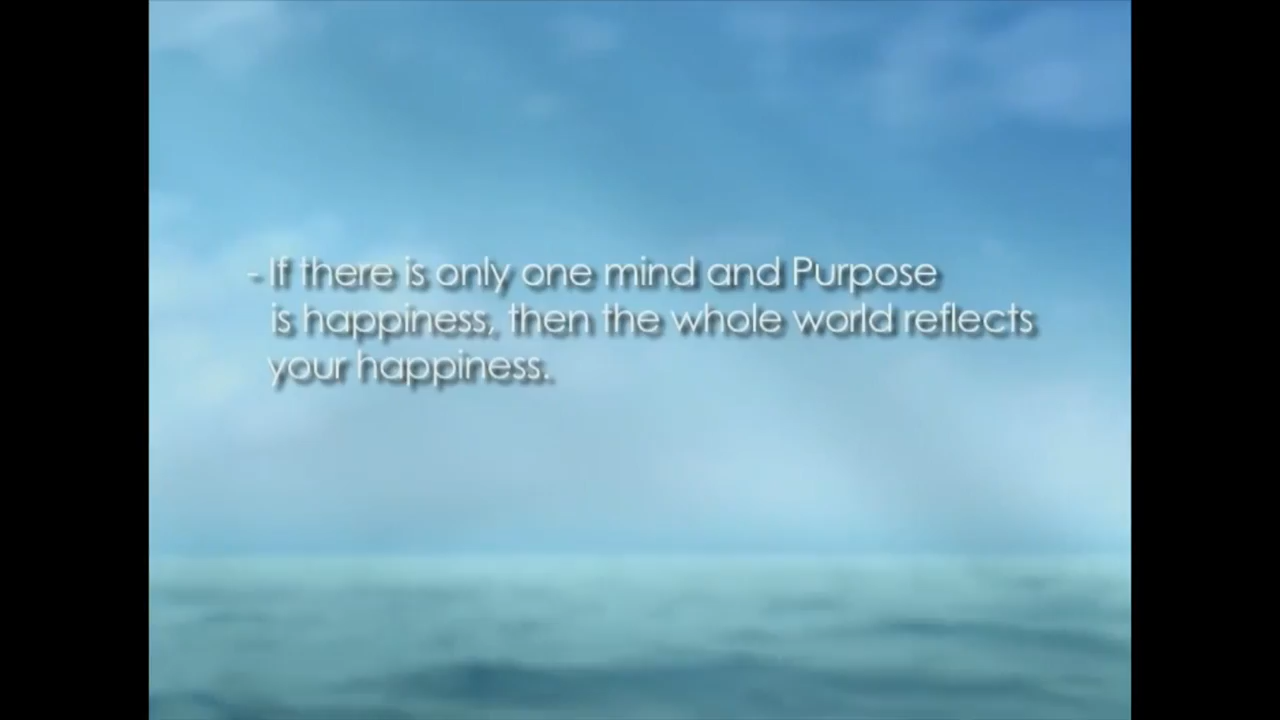 - If there is only one mind and Purpose
is happiness, then the whole world reflects
your happiness.